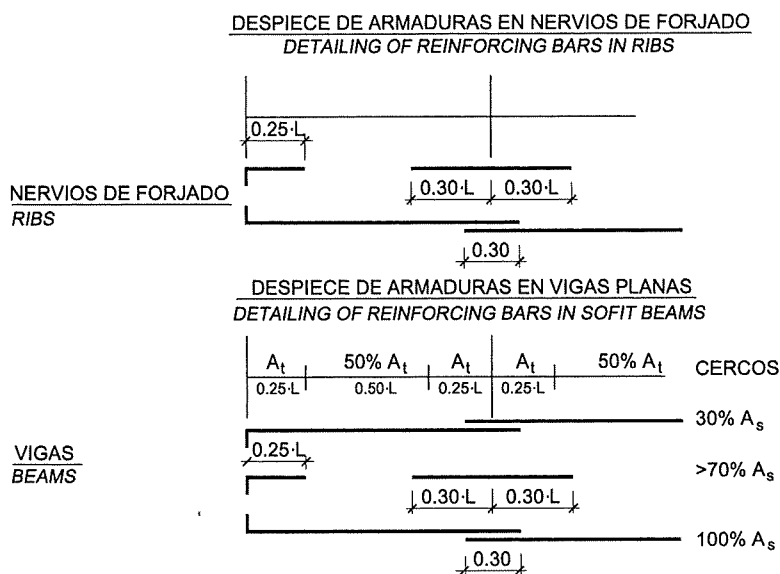 DESPIECE DE ARMADURAS EN NERVIOS DE FORJADO
DETAILING OF REINFORCING BARS IN RIBS
0.25·L
NERVIOS DE FORJADO
RIBS
0.30·L 0.30·L
0.30
DESPIECE DE ARMADURAS EN VIGAS PLANAS
DETAILING OF REINFORCING BARS IN SOFIT BEAMS
At 50% At At At 50% At CERCOS
0.25·L 0.50·L 0.25·L 0.25·L
30% As
VIGAS
BEAMS
0.25·L
>70% As
0.30·L 0.30·L
100% As
0.30